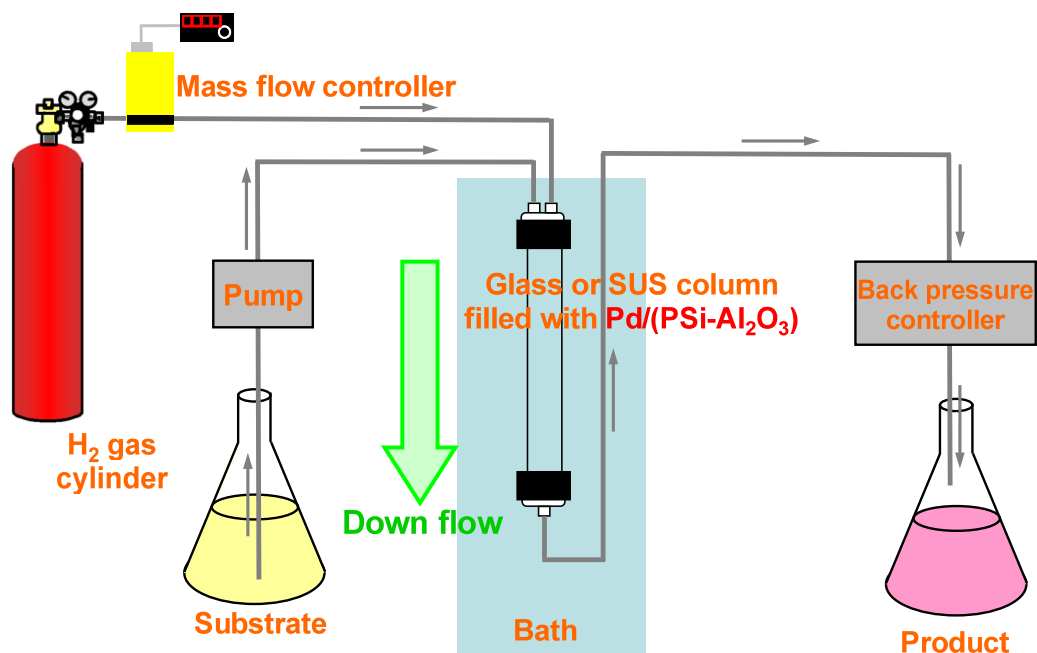 Mass flow controller
H₂ gas
cylinder
Pump
Substrate
Down flow
Glass or SUS column
filled with Pd/(PSi-Al₂O₃)
Bath
Back pressure
controller
Product